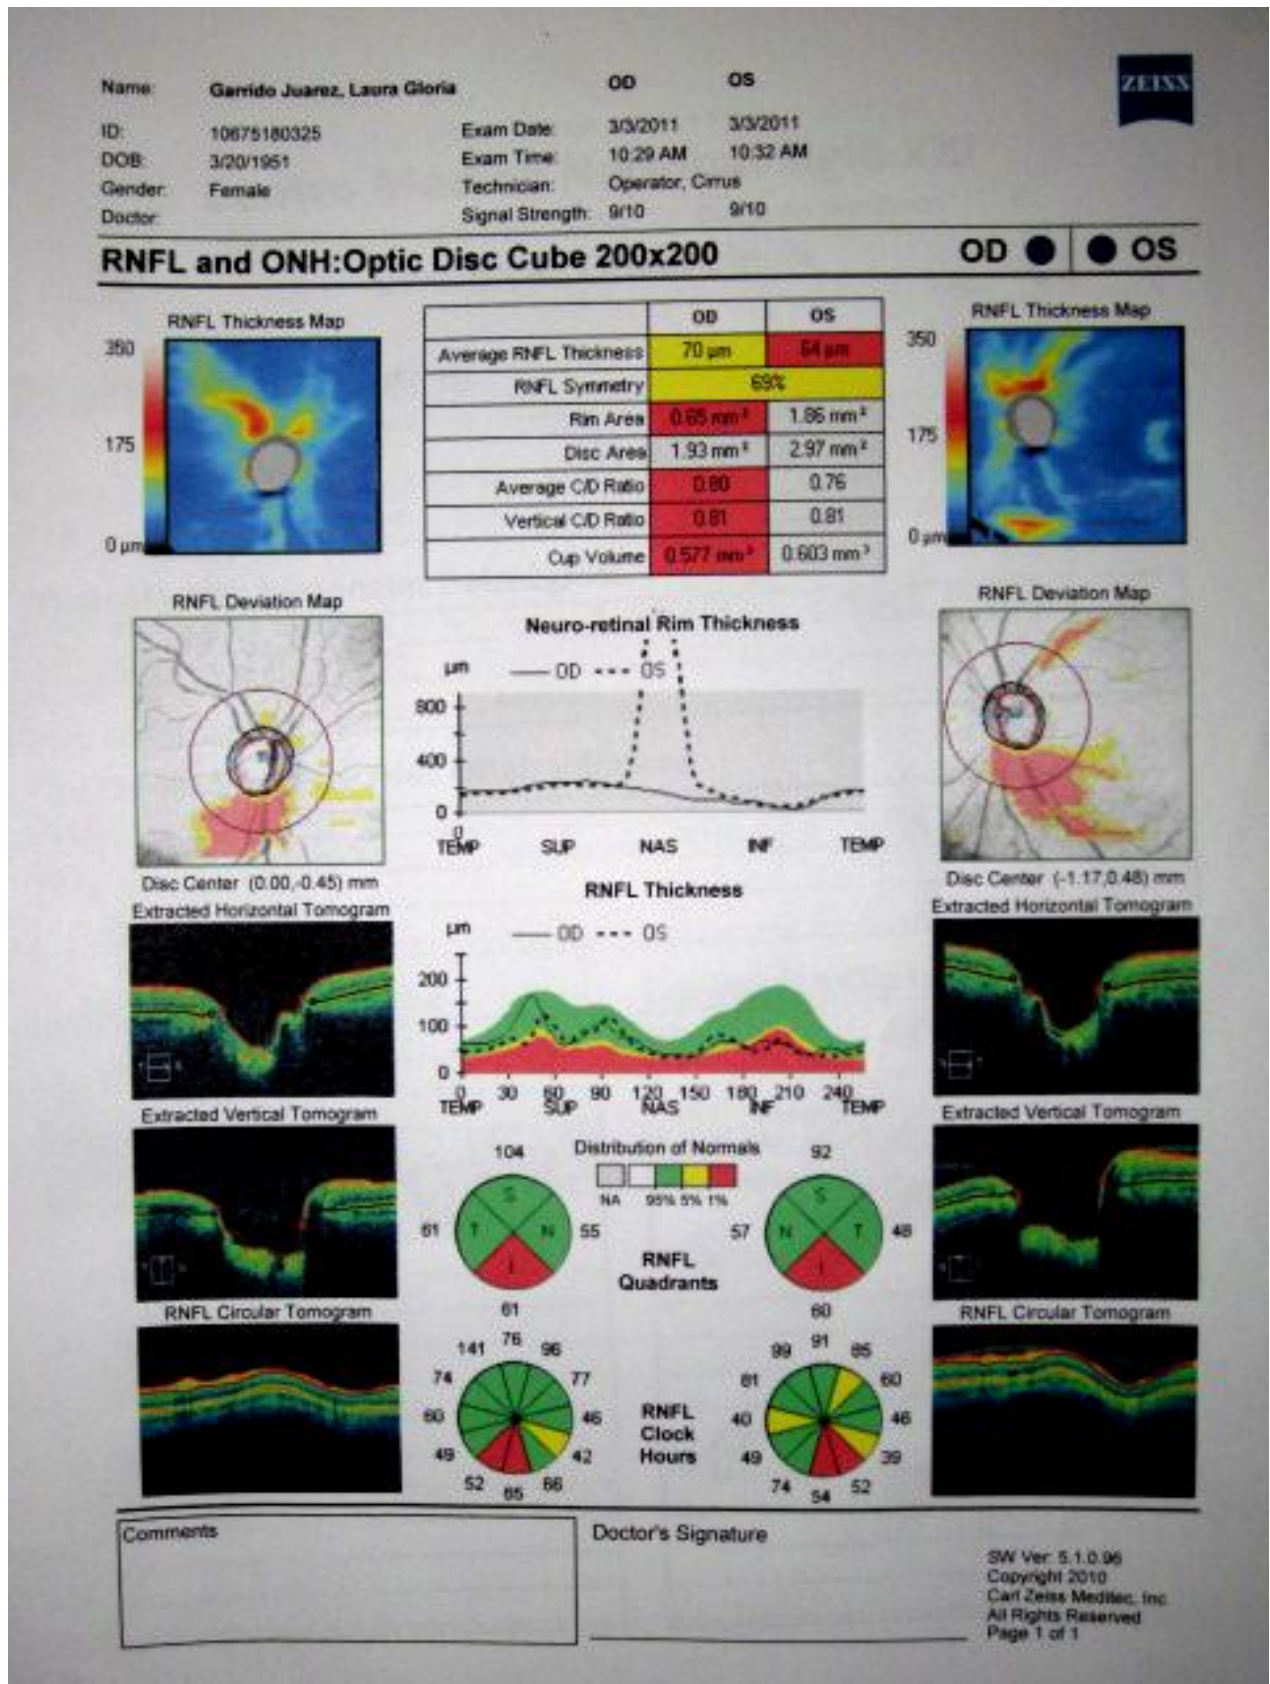 Name: Garrido Juarez, Laura Gloria OD OS
ZEISS
ID: 10675180325 Exam Date: 3/3/2011 3/3/2011
DOB: 3/20/1951 Exam Time: 10:29 AM 10:32 AM
Gender: Female Technician: Operator, Cirrus
Doctor: Signal Strength: 9/10 9/10
RNFL and ONH:Optic Disc Cube 200x200 OD OS
RNFL Thickness Map
350
175
0 µm
OD OS
Average RNFL Thickness 70 µm 64 µm
RNFL Symmetry 69%
Rim Area 0.65 mm² 1.86 mm²
Disc Area 1.93 mm² 2.97 mm²
Average C/D Ratio 0.80 0.76
Vertical C/D Ratio 0.81 0.81
Cup Volume 0.577 mm³ 0.603 mm³
RNFL Thickness Map
350
175
0 µm
RNFL Deviation Map
Disc Center (0.00,-0.45) mm
Neuro-retinal Rim Thickness
µm OD OS
800
400
0
0
TEMP SUP NAS INF TEMP
RNFL Deviation Map
Disc Center (-1.17,0.48) mm
Extracted Horizontal Tomogram
RNFL Thickness
µm OD OS
200
100
0
0 30 60 90 120 150 180 210 240
TEMP SUP NAS INF TEMP
Extracted Horizontal Tomogram
Extracted Vertical Tomogram
Distribution of Normals
NA 95% 5% 1%
104
S
61 T N 55
I
61
RNFL
Quadrants
92
S
57 N T 48
I
60
Extracted Vertical Tomogram
RNFL Circular Tomogram
76
141 96
74 77
60 46
49 42
52 66
65
RNFL
Clock
Hours
91
99 85
81 60
40 46
49 39
74 52
54
RNFL Circular Tomogram
Comments
Doctor's Signature
SW Ver: 5.1.0.96
Copyright 2010
Carl Zeiss Meditec, Inc
All Rights Reserved
Page 1 of 1